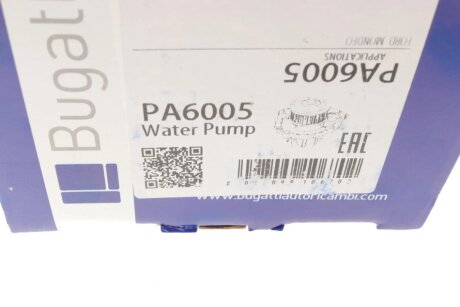 Bugatti
PA6005
APPLICATIONS
FORD MONDEO
PA6005
Water Pump
EAC
www.bugattiautoricambi.com